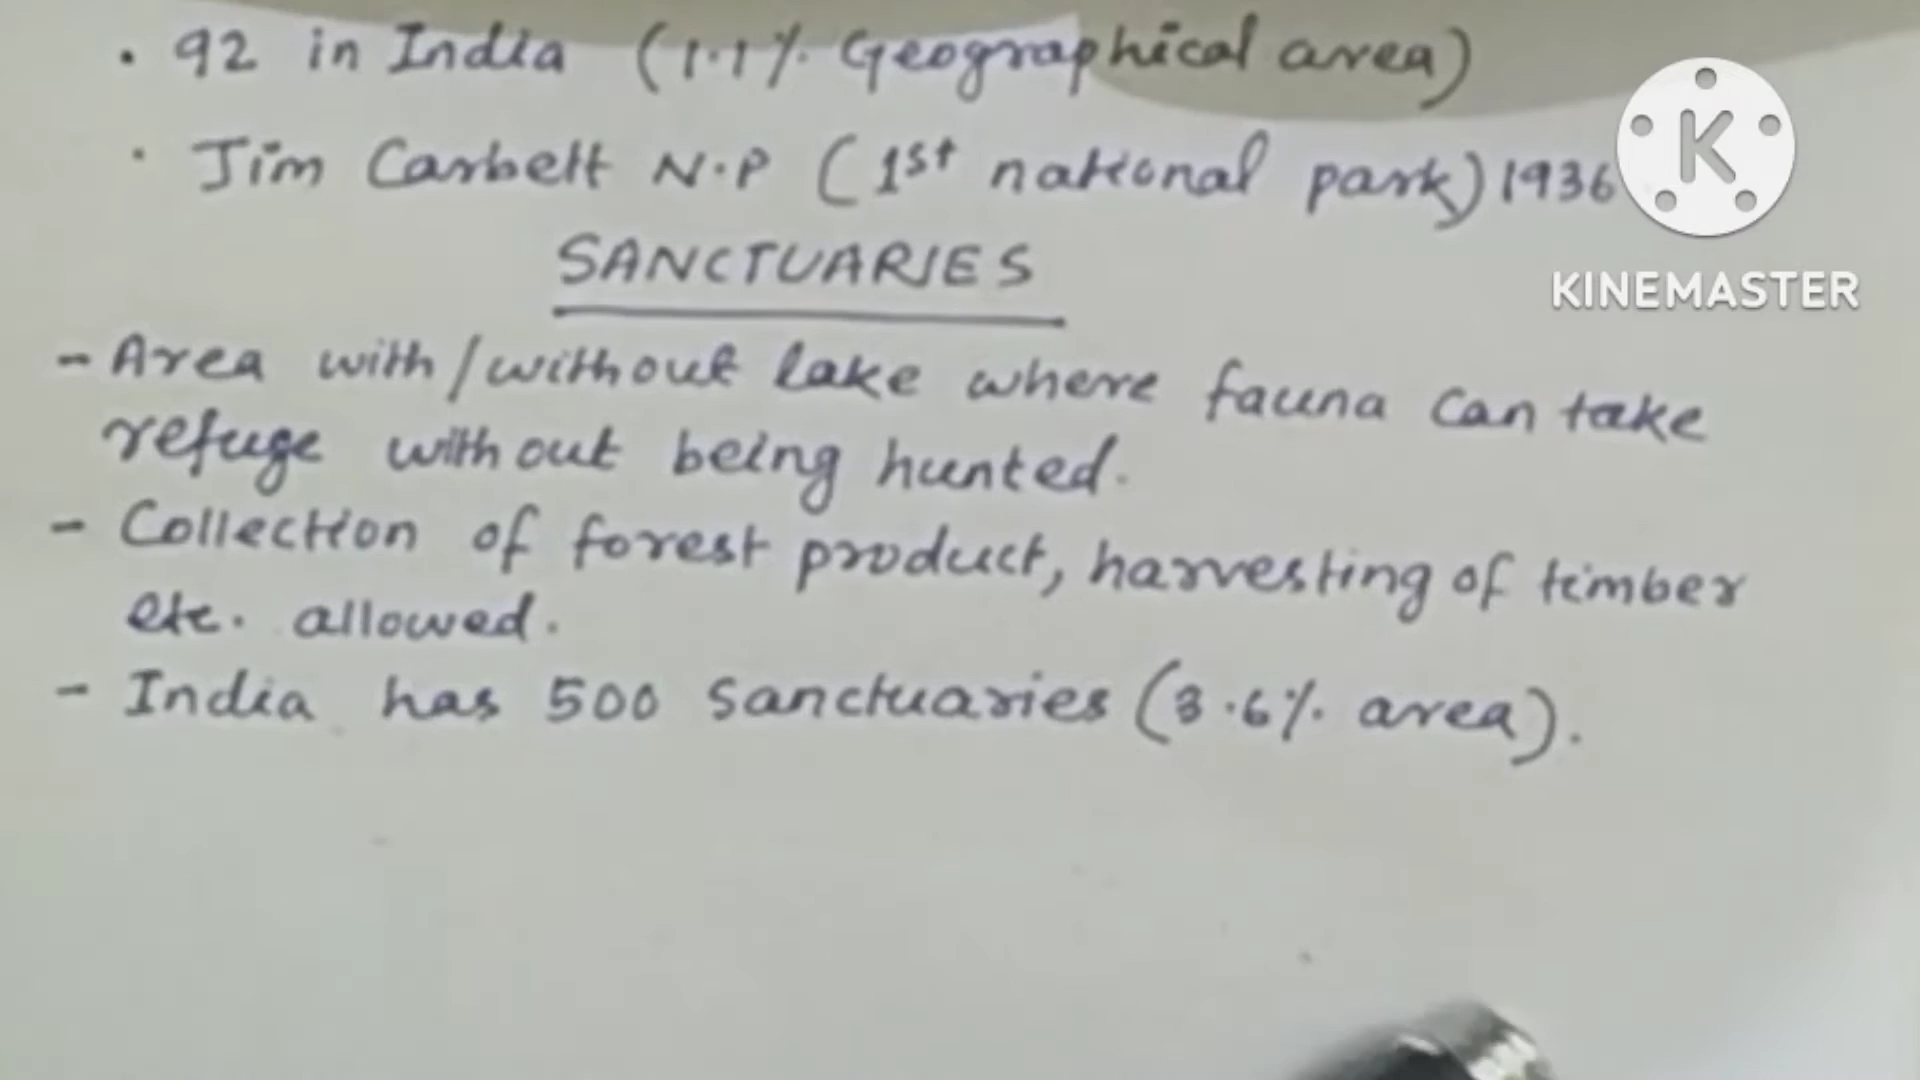 • 92 in India (1.1% Geographical area)
• Jim Carbett N.P (1st national park) 1936
K
KINEMASTER
SANCTUARIES
- Area with/without lake where fauna can take
refuge without being hunted.
- Collection of forest product, harvesting of timber
etc. allowed.
- India has 500 Sanctuaries (3.6% area).